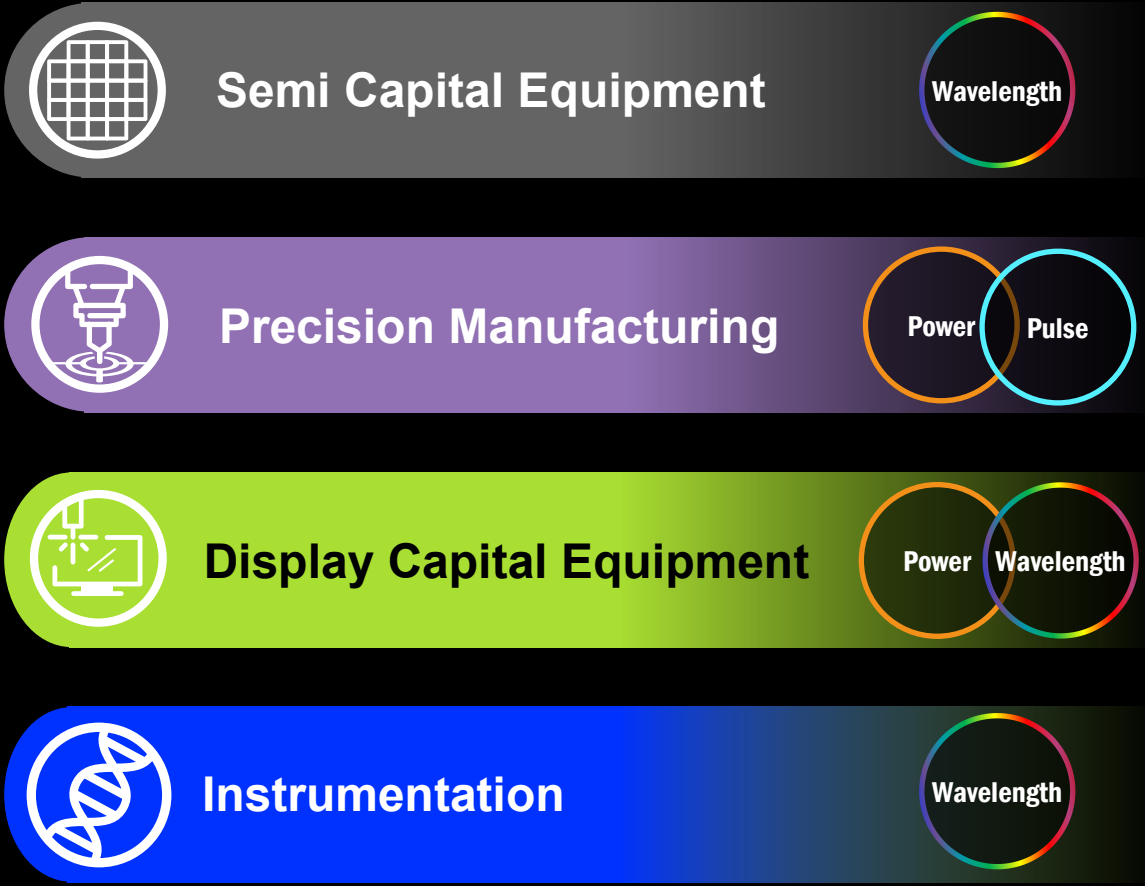 Semi Capital Equipment
Wavelength
Precision Manufacturing
Power
Pulse
Display Capital Equipment
Power
Wavelength
Instrumentation
Wavelength